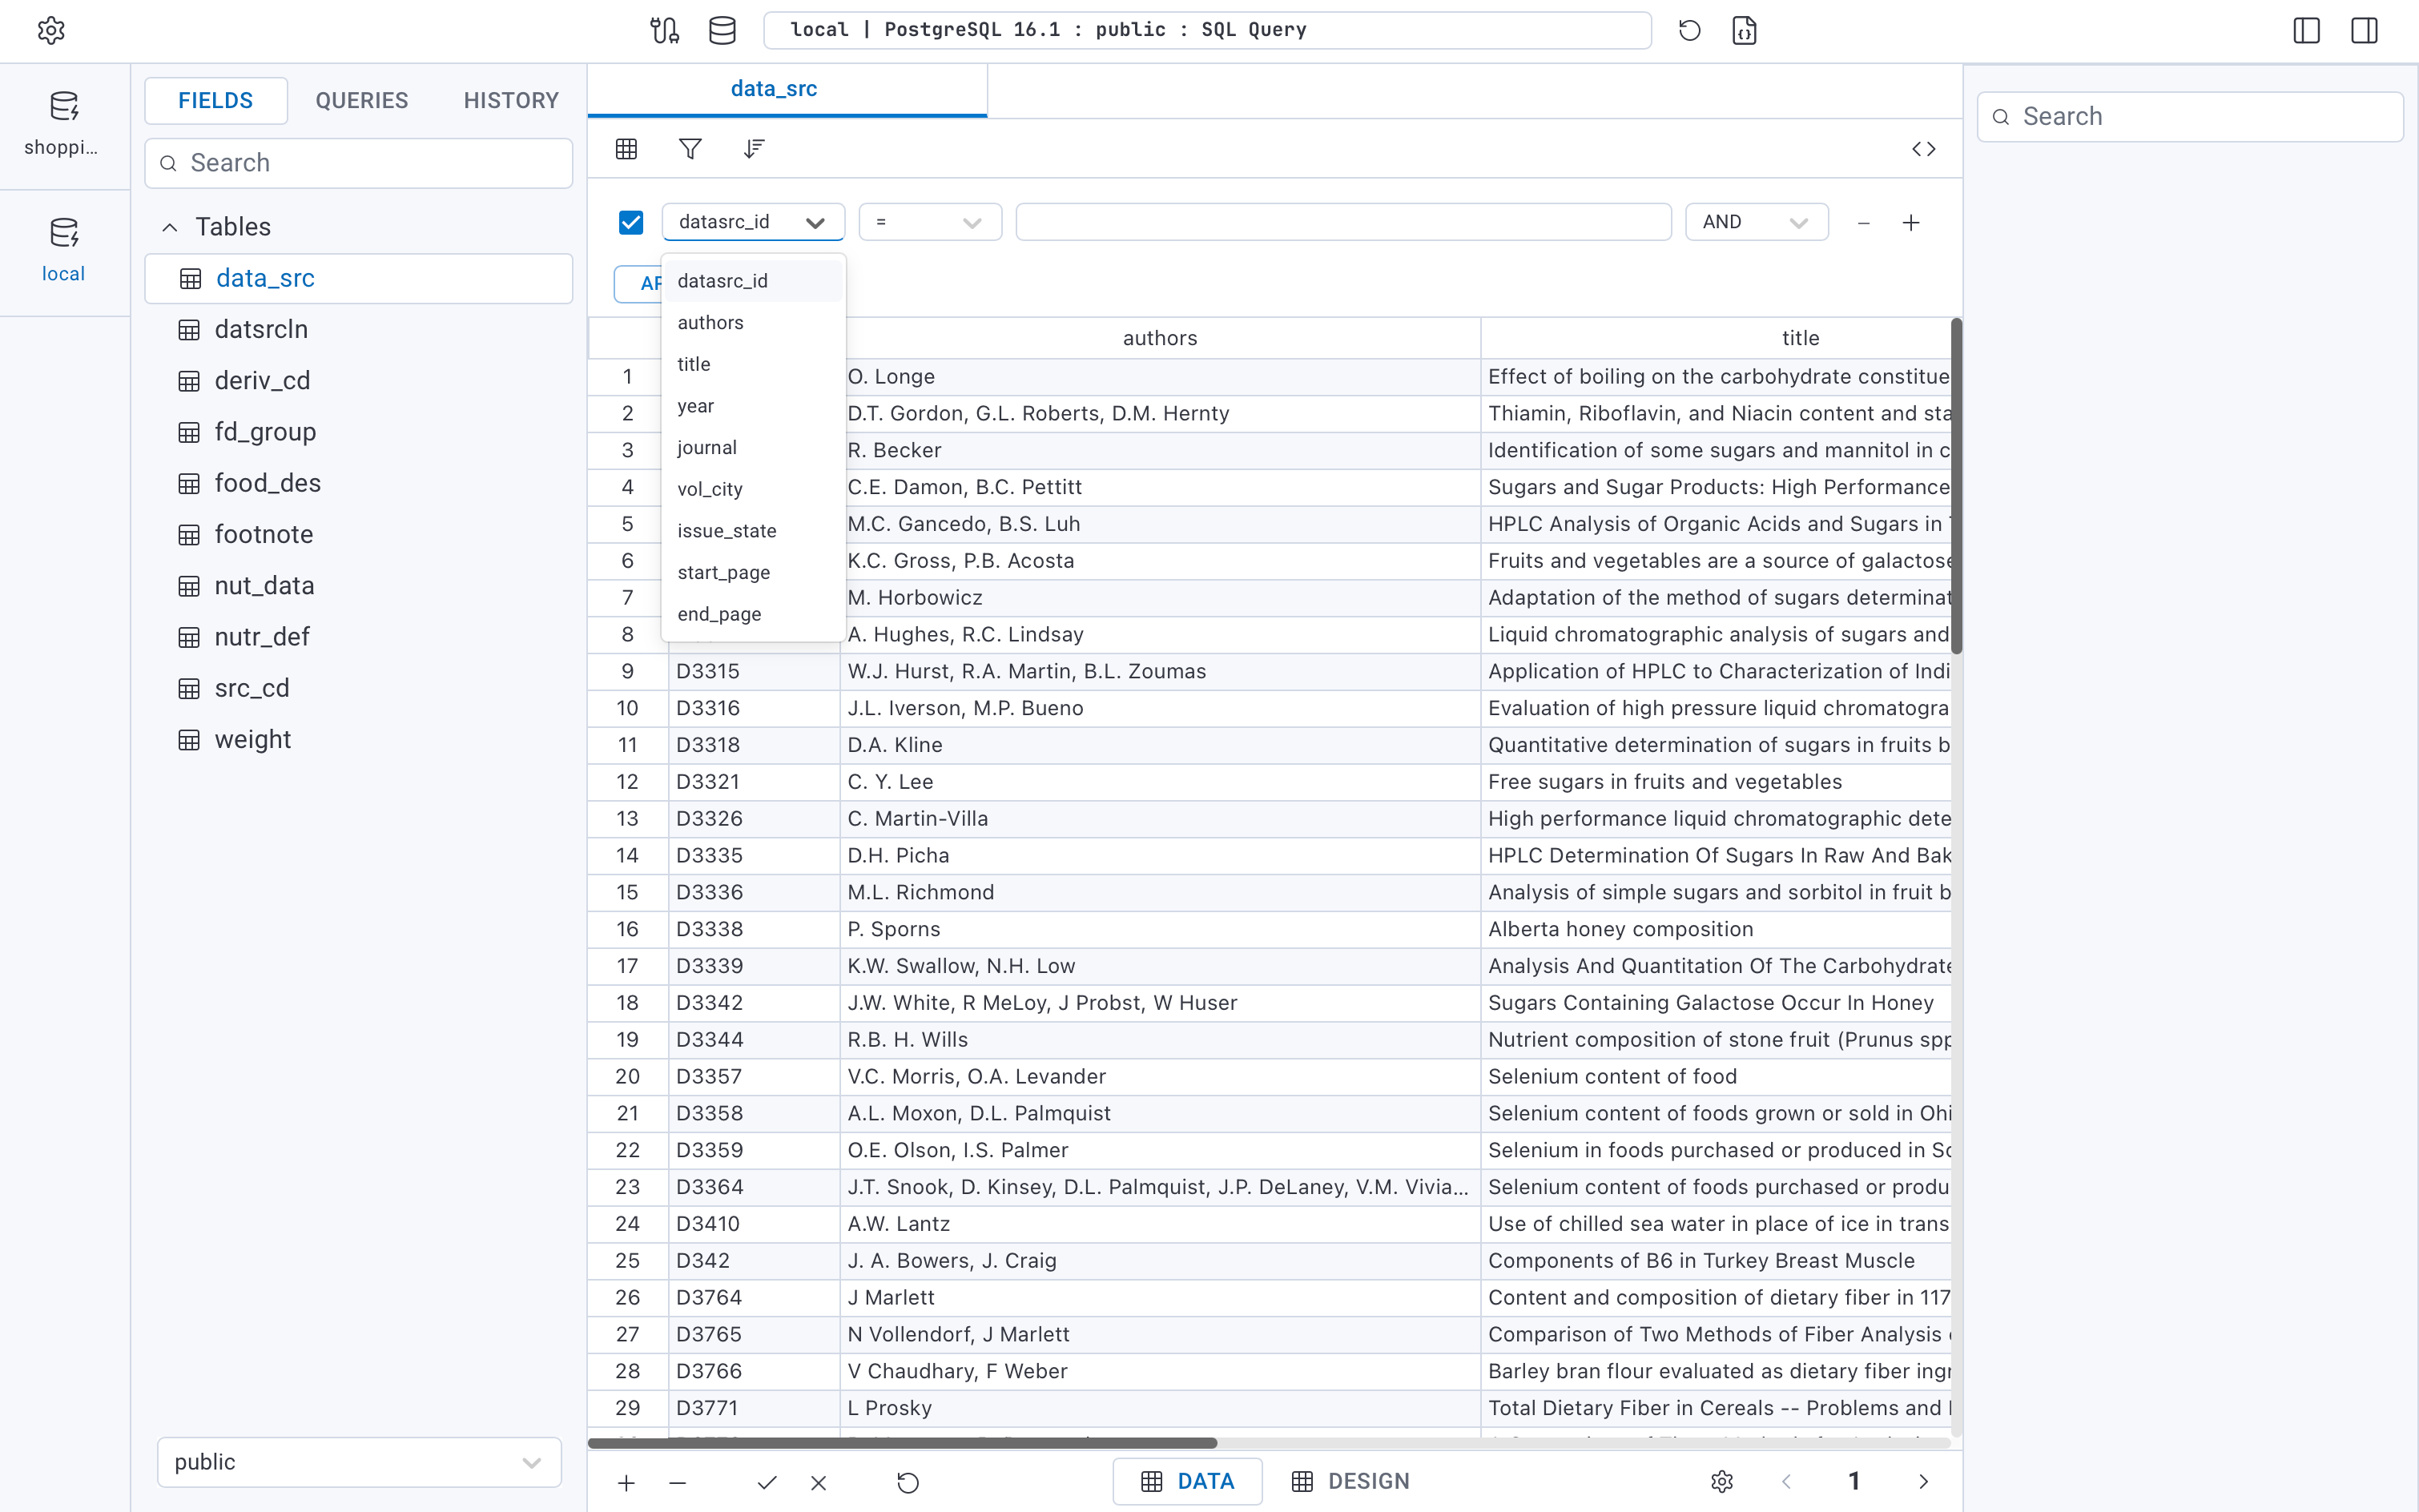 local | PostgreSQL 16.1 : public : SQL Query
shoppi...
local
FIELDS QUERIES HISTORY
Search
Tables
data_src
datsrcln
deriv_cd
fd_group
food_des
footnote
nut_data
nutr_def
src_cd
weight
public
data_src
datasrc_id = AND
datasrc_id
authors
title
year
journal
vol_city
issue_state
start_page
end_page
authors title
1 O. Longe Effect of boiling on the carbohydrate constitue
2 D.T. Gordon, G.L. Roberts, D.M. Hernty Thiamin, Riboflavin, and Niacin content and sta
3 R. Becker Identification of some sugars and mannitol in c
4 C.E. Damon, B.C. Pettitt Sugars and Sugar Products: High Performance
5 M.C. Gancedo, B.S. Luh HPLC Analysis of Organic Acids and Sugars in
6 K.C. Gross, P.B. Acosta Fruits and vegetables are a source of galactose
7 M. Horbowicz Adaptation of the method of sugars determinat
8 A. Hughes, R.C. Lindsay Liquid chromatographic analysis of sugars and
9 D3315 W.J. Hurst, R.A. Martin, B.L. Zoumas Application of HPLC to Characterization of Indi
10 D3316 J.L. Iverson, M.P. Bueno Evaluation of high pressure liquid chromatogra
11 D3318 D.A. Kline Quantitative determination of sugars in fruits b
12 D3321 C. Y. Lee Free sugars in fruits and vegetables
13 D3326 C. Martin-Villa High performance liquid chromatographic dete
14 D3335 D.H. Picha HPLC Determination Of Sugars In Raw And Bak
15 D3336 M.L. Richmond Analysis of simple sugars and sorbitol in fruit b
16 D3338 P. Sporns Alberta honey composition
17 D3339 K.W. Swallow, N.H. Low Analysis And Quantitation Of The Carbohydrate
18 D3342 J.W. White, R MeLoy, J Probst, W Huser Sugars Containing Galactose Occur In Honey
19 D3344 R.B. H. Wills Nutrient composition of stone fruit (Prunus spp
20 D3357 V.C. Morris, O.A. Levander Selenium content of food
21 D3358 A.L. Moxon, D.L. Palmquist Selenium content of foods grown or sold in Ohi
22 D3359 O.E. Olson, I.S. Palmer Selenium in foods purchased or produced in So
23 D3364 J.T. Snook, D. Kinsey, D.L. Palmquist, J.P. DeLaney, V.M. Vivia... Selenium content of foods purchased or produ
24 D3410 A.W. Lantz Use of chilled sea water in place of ice in trans
25 D342 J. A. Bowers, J. Craig Components of B6 in Turkey Breast Muscle
26 D3764 J Marlett Content and composition of dietary fiber in 117
27 D3765 N Vollendorf, J Marlett Comparison of Two Methods of Fiber Analysis
28 D3766 V Chaudhary, F Weber Barley bran flour evaluated as dietary fiber ingr
29 D3771 L Prosky Total Dietary Fiber in Cereals -- Problems and
DATA DESIGN 1
Search